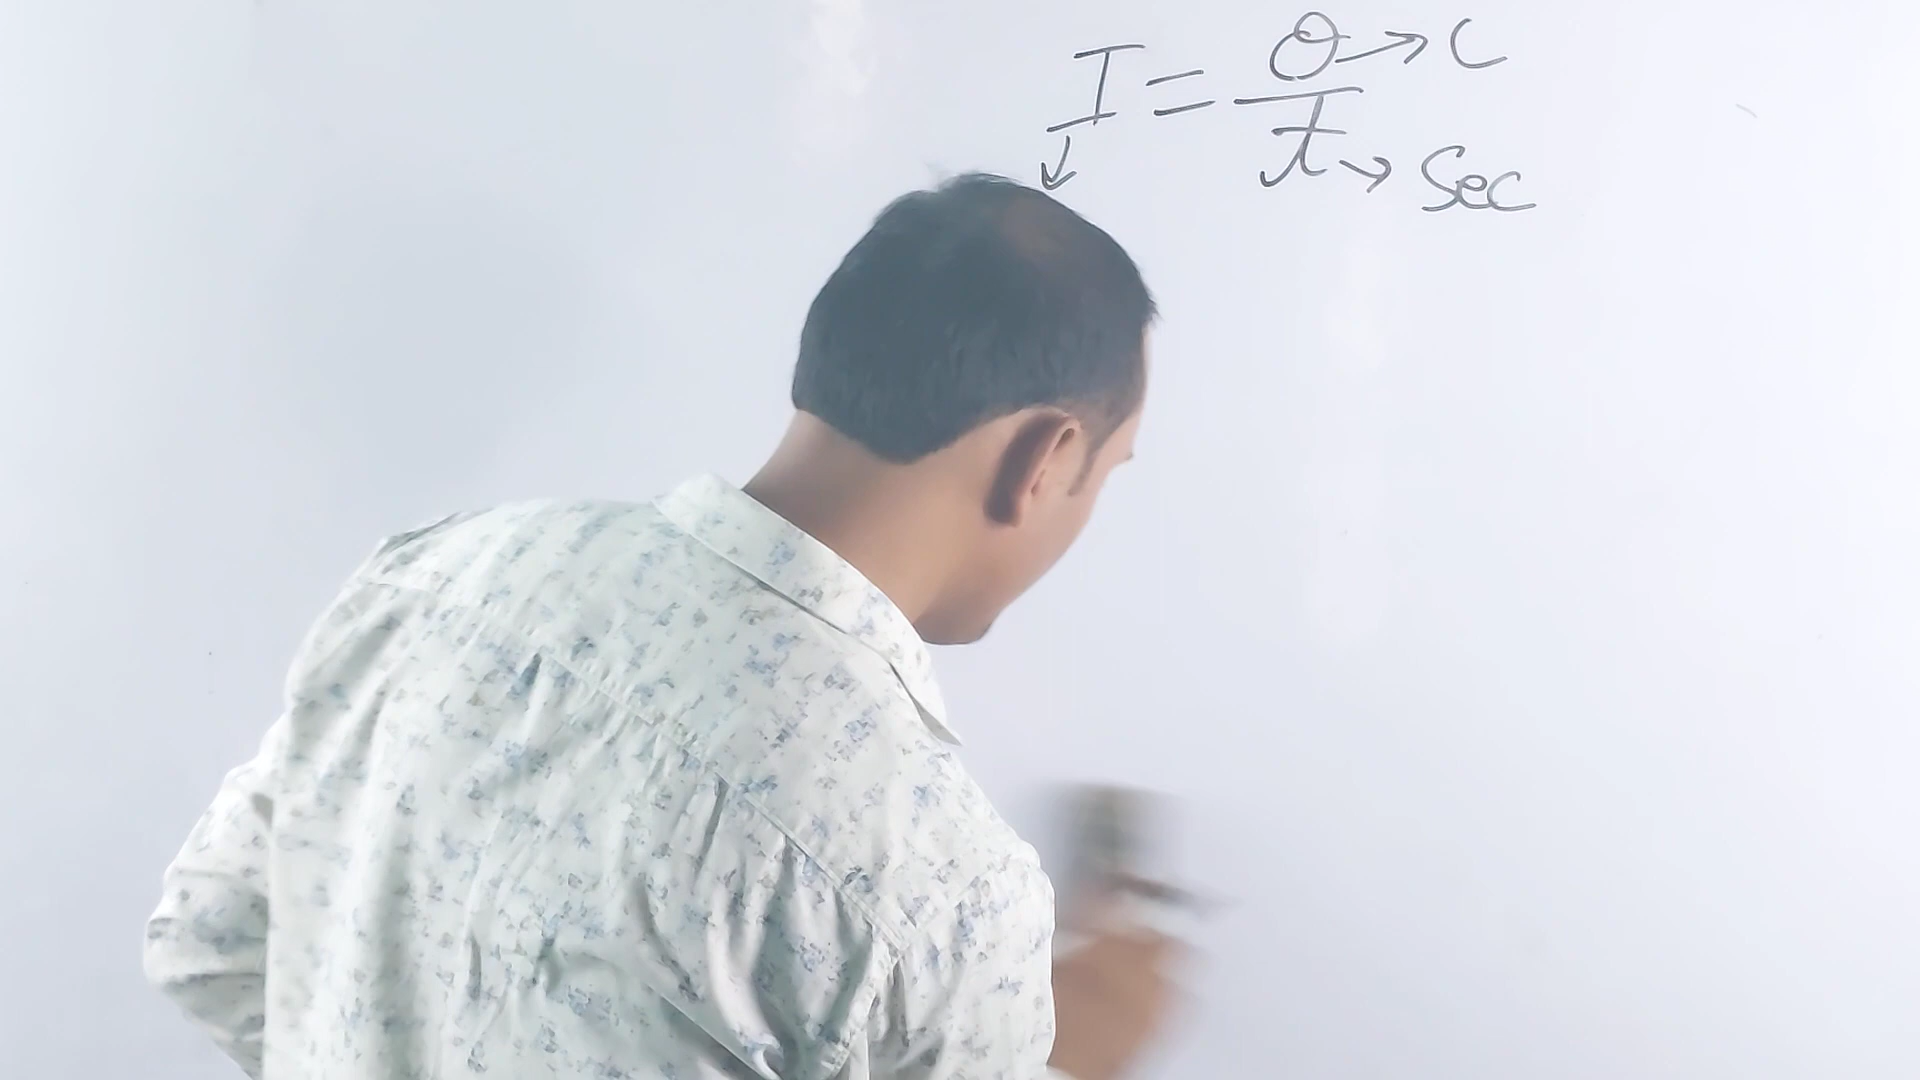 I = Q/t
Q → C
t → Sec
I ↓